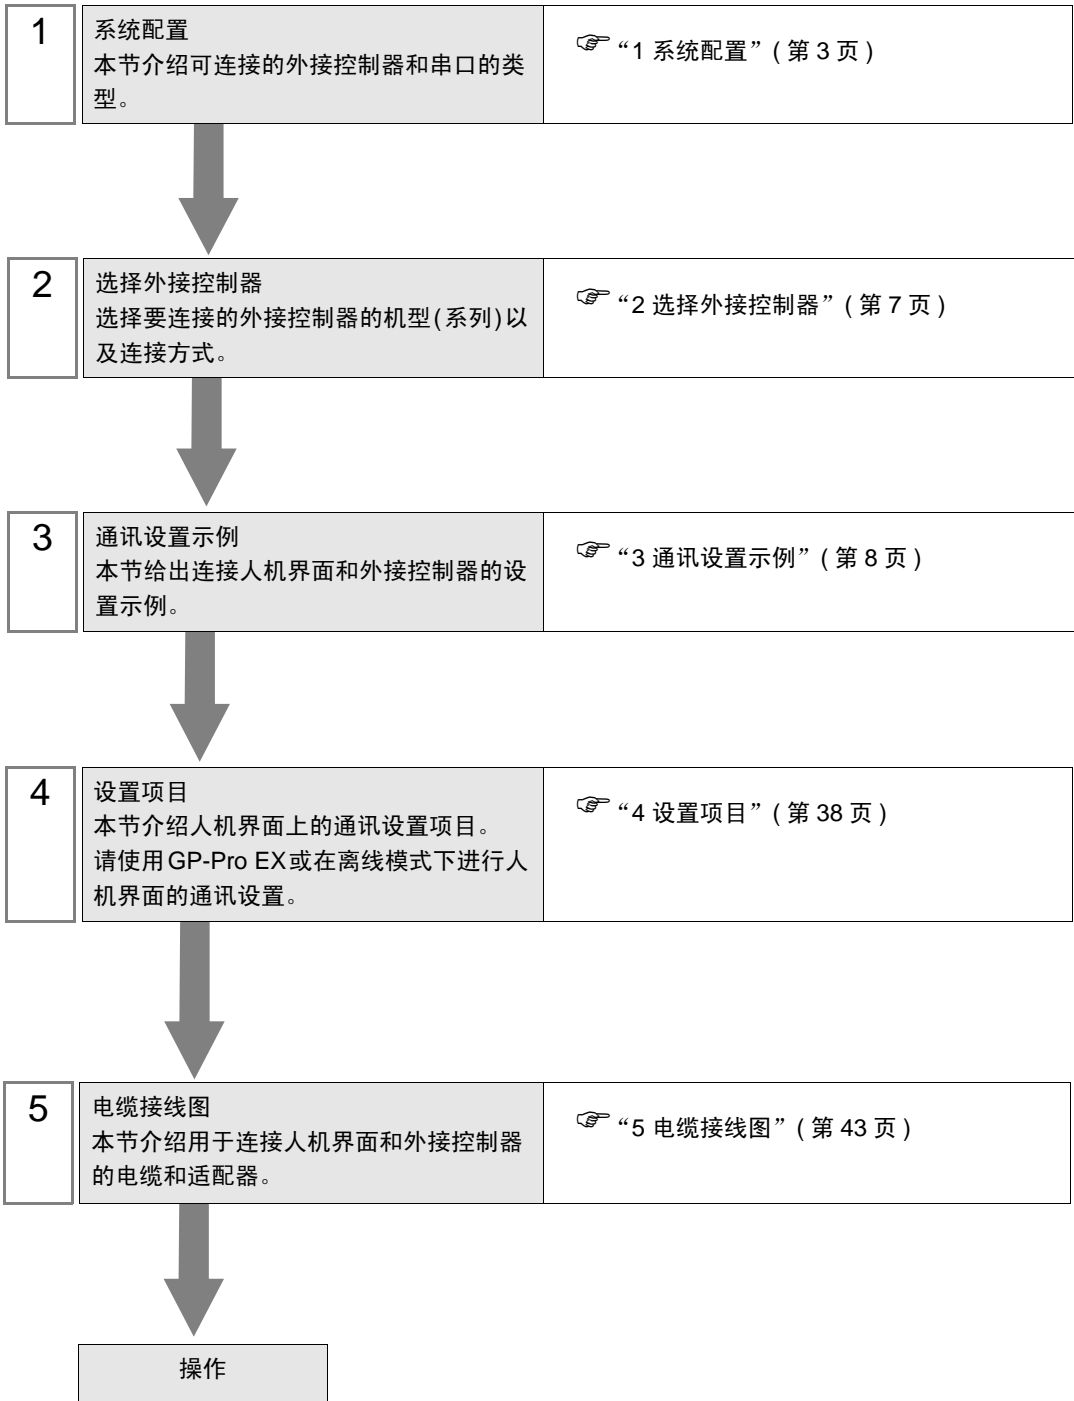 1
系统配置
本节介绍可连接的外接控制器和串口的类
型。
☞ “1 系统配置” ( 第 3 页 )
2
选择外接控制器
选择要连接的外接控制器的机型(系列)以
及连接方式。
☞ “2 选择外接控制器” ( 第 7 页 )
3
通讯设置示例
本节给出连接人机界面和外接控制器的设
置示例。
☞ “3 通讯设置示例” ( 第 8 页 )
4
设置项目
本节介绍人机界面上的通讯设置项目。
请使用GP-Pro EX或在离线模式下进行人
机界面的通讯设置。
☞ “4 设置项目” ( 第 38 页 )
5
电缆接线图
本节介绍用于连接人机界面和外接控制器
的电缆和适配器。
☞ “5 电缆接线图” ( 第 43 页 )
操作